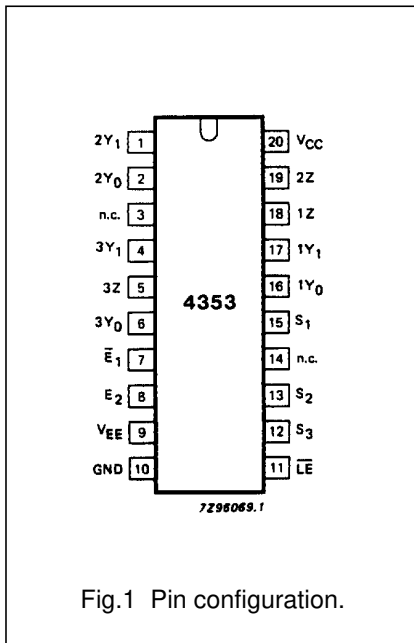 2Y1 1 20 VCC
2Y0 2 19 2Z
n.c. 3 18 1Z
3Y1 4 17 1Y1
3Z 5 16 1Y0
4353
3Y0 6 15 S1
E̅1 7 14 n.c.
E2 8 13 S2
VEE 9 12 S3
GND 10 11 L̅E̅
7Z96069.1
Fig.1 Pin configuration.